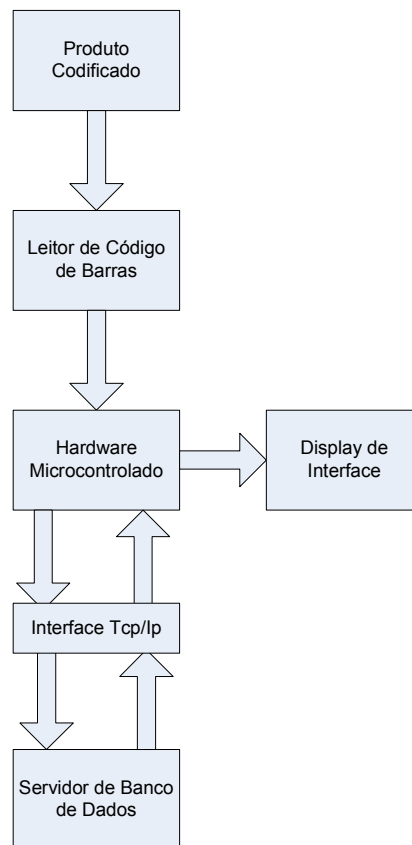 Produto
Codificado
Leitor de Código
de Barras
Hardware
Microcontrolado
Display de
Interface
Interface Tcp/Ip
Servidor de Banco
de Dados